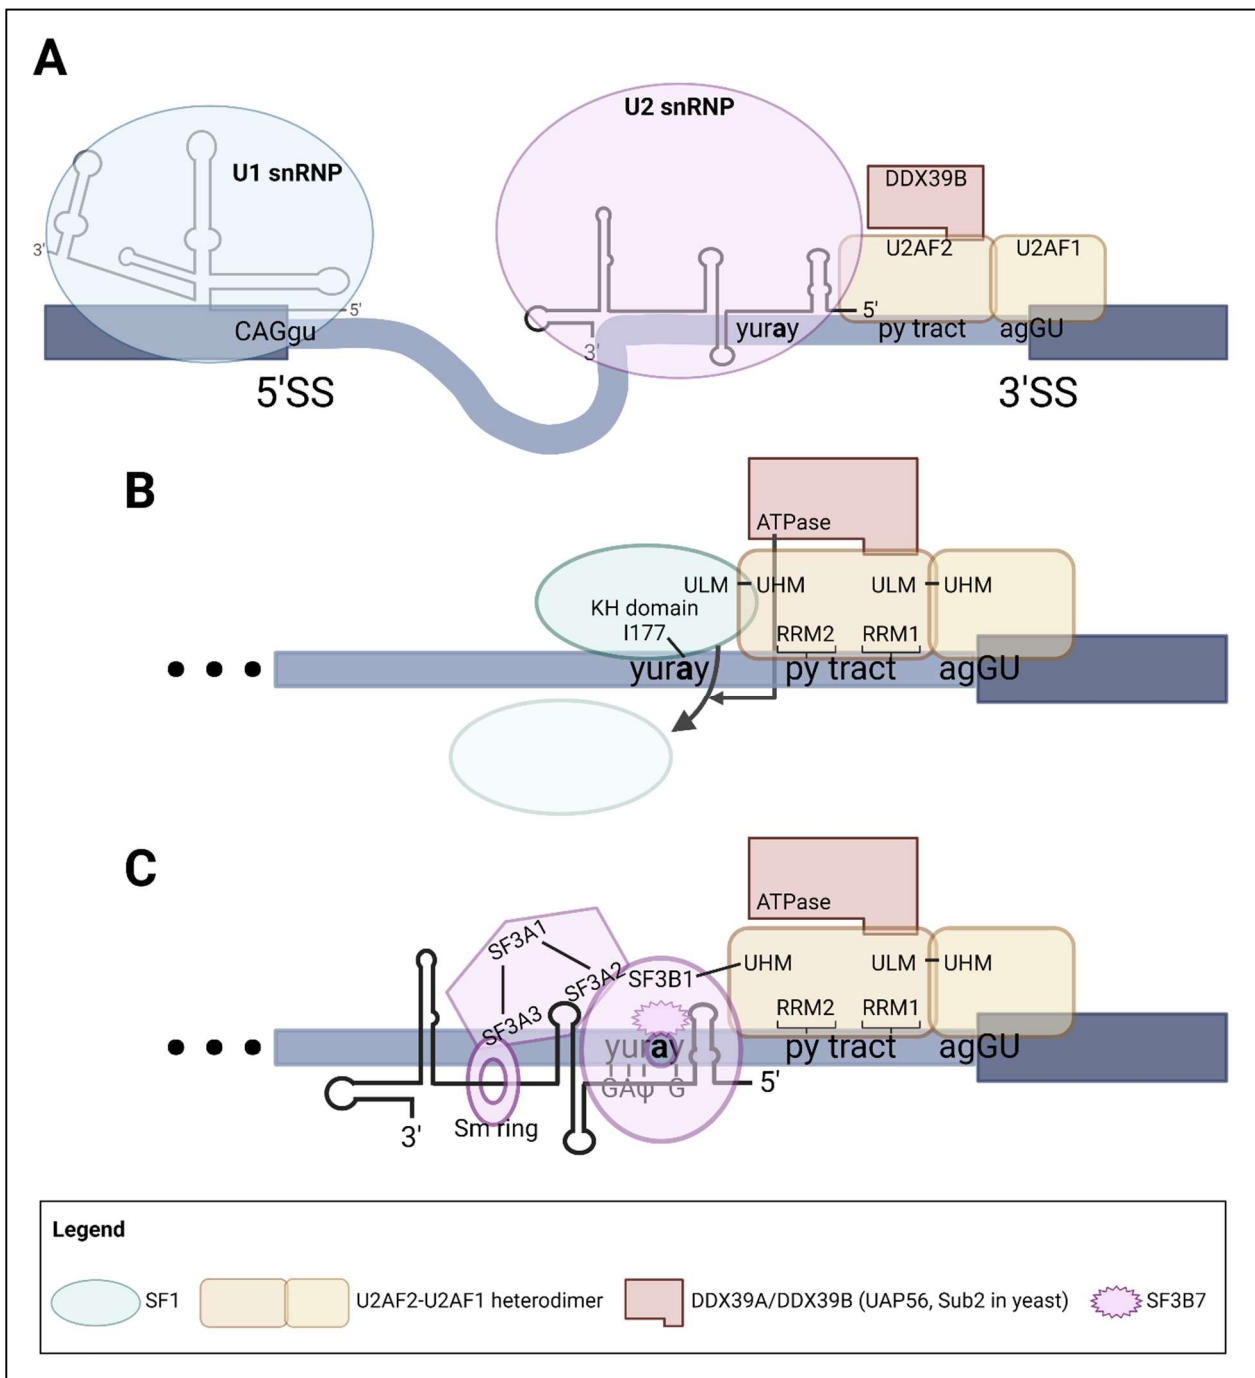 A
U1 snRNP
U2 snRNP
DDX39B
U2AF2
U2AF1
3'
5'
CAGgu
3'
yuray
5'
py tract
agGU
5'SS
3'SS
B
ATPase
ULM
UHM
ULM
UHM
KH domain
I177
RRM2
RRM1
yuray
py tract
agGU
C
ATPase
SF3A1
SF3A2
SF3A3
SF3B1
UHM
ULM
UHM
RRM2
RRM1
yuray
py tract
agGU
GAψ G
5'
3'
Sm ring
Legend
SF1
U2AF2-U2AF1 heterodimer
DDX39A/DDX39B (UAP56, Sub2 in yeast)
SF3B7